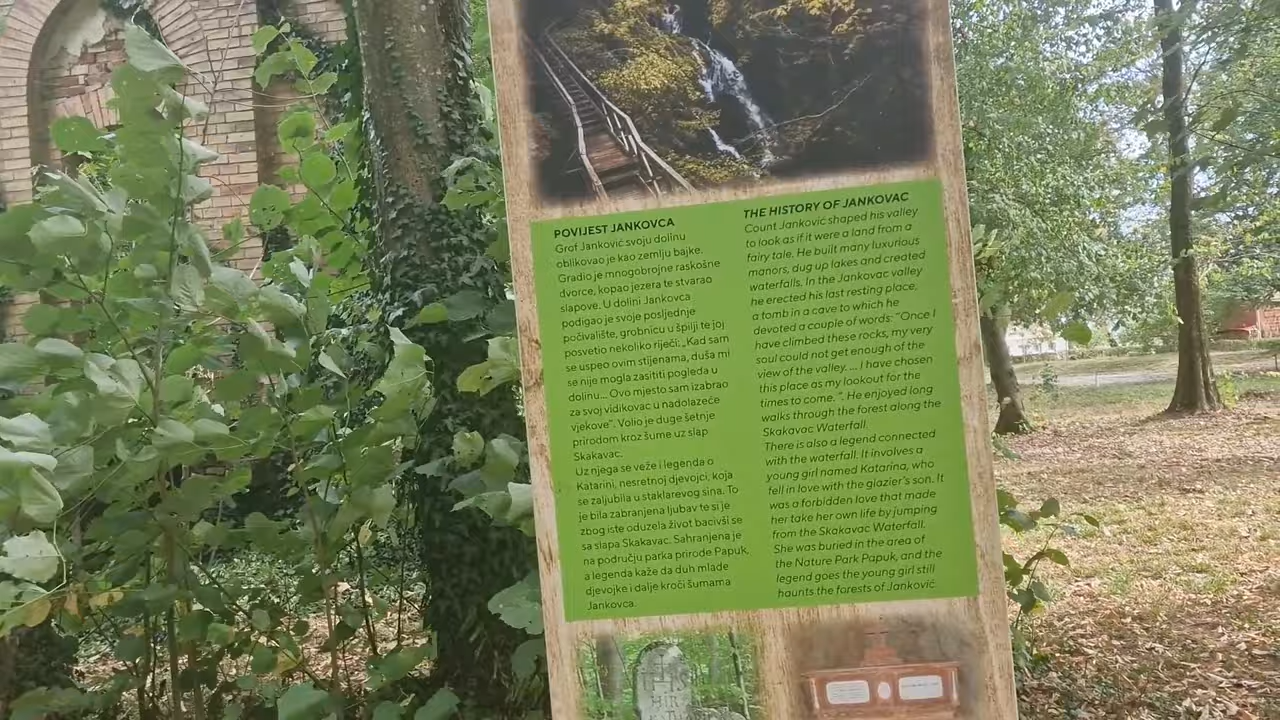 POVIJEST JANKOVCA
Grof Janković svoju dolinu
oblikovao je kao zemlju bajke.
Gradio je mnogobrojne raskošne
dvorce, kopao jezera te stvarao
slapove. U dolini Jankovca
podigao je svoje posljednje
počivalište, grobnicu u špilji te joj
posvetio nekoliko riječi: „Kad sam
se uspeo ovim stijenama, duša mi
se nije mogla zasititi pogleda u
dolinu... Ovo mjesto sam izabrao
za svoj vidikovac u nadolazeće
vjekove”. Volio je duge šetnje
prirodom kroz šume uz slap
Skakavac.
Uz njega se veže i legenda o
Katarini, nesretnoj djevojci, koja
se zaljubila u staklarevog sina. To
je bila zabranjena ljubav te si je
zbog iste oduzela život bacivši se
sa slapa Skakavac. Sahranjena je
na području parka prirode Papuk,
a legenda kaže da duh mlade
djevojke i dalje kroči šumama
Jankovca.
THE HISTORY OF JANKOVAC
Count Janković shaped his valley
to look as if it were a land from a
fairy tale. He built many luxurious
manors, dug up lakes and created
waterfalls. In the Jankovac valley
he erected his last resting place,
a tomb in a cave to which he
devoted a couple of words: “Once I
have climbed these rocks, my very
soul could not get enough of the
view of the valley. ... I have chosen
this place as my lookout for the
times to come. ”. He enjoyed long
walks through the forest along the
Skakavac Waterfall.
There is also a legend connected
with the waterfall. It involves a
young girl named Katarina, who
fell in love with the glazier's son. It
was a forbidden love that made
her take her own life by jumping
from the Skakavac Waterfall.
She was buried in the area of
the Nature Park Papuk, and the
legend goes the young girl still
haunts the forests of Janković
IHS
HIR